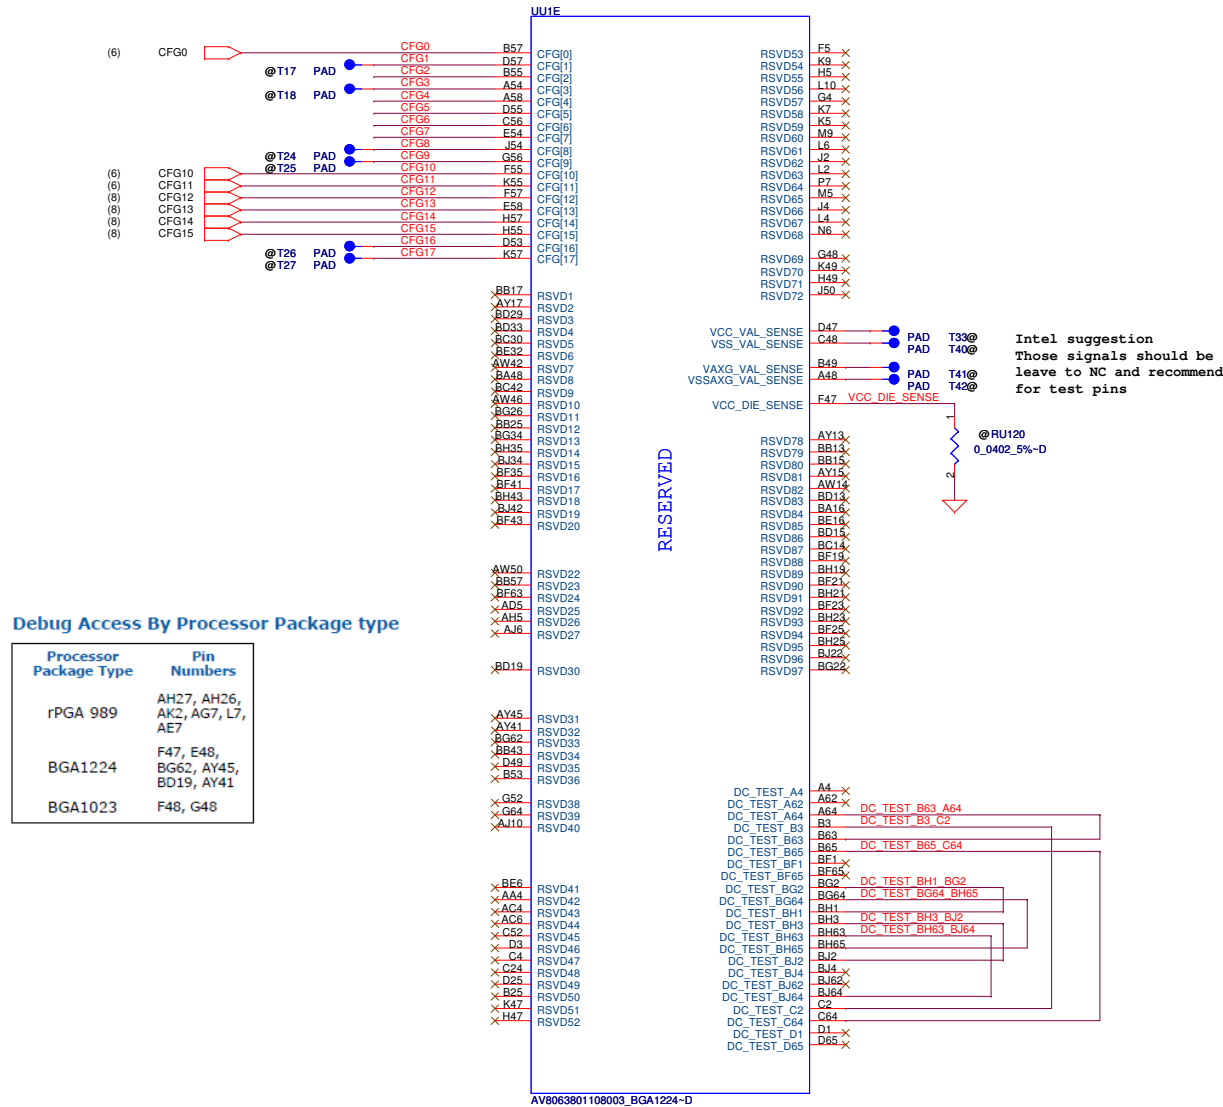 UU1E
(6) CFG0 CFG0 B57 CFG[0]
CFG1 D57 CFG[1]
@T17 PAD CFG2 B55 CFG[2]
CFG3 A54 CFG[3]
@T18 PAD CFG4 A58 CFG[4]
CFG5 D55 CFG[5]
CFG6 C56 CFG[6]
CFG7 E54 CFG[7]
CFG8 J54 CFG[8]
@T24 PAD CFG9 G56 CFG[9]
@T25 PAD
(6) CFG10 CFG10 F55 CFG[10]
(6) CFG11 CFG11 K55 CFG[11]
(8) CFG12 CFG12 F57 CFG[12]
(8) CFG13 CFG13 E58 CFG[13]
(8) CFG14 CFG14 H57 CFG[14]
(8) CFG15 CFG15 H55 CFG[15]
CFG16 D53 CFG[16]
@T26 PAD CFG17 K57 CFG[17]
@T27 PAD
BB17 RSVD1
AY17 RSVD2
BD29 RSVD3
BD33 RSVD4
BC30 RSVD5
BE32 RSVD6
AW42 RSVD7
BA48 RSVD8
BC42 RSVD9
AW46 RSVD10
BG26 RSVD11
BB25 RSVD12
BG34 RSVD13
BH35 RSVD14
BJ34 RSVD15
BF35 RSVD16
BF41 RSVD17
BH43 RSVD18
BJ42 RSVD19
BF43 RSVD20
AW50 RSVD22
BB57 RSVD23
BF63 RSVD24
AD5 RSVD25
AH5 RSVD26
AJ6 RSVD27
BD19 RSVD30
AY45 RSVD31
AY41 RSVD32
BG62 RSVD33
BB43 RSVD34
D49 RSVD35
B53 RSVD36
G52 RSVD38
G64 RSVD39
AJ10 RSVD40
BE6 RSVD41
AA4 RSVD42
AC4 RSVD43
AC6 RSVD44
C52 RSVD45
D3 RSVD46
C4 RSVD47
C24 RSVD48
D25 RSVD49
B25 RSVD50
K47 RSVD51
H47 RSVD52
RESERVED
RSVD53 F5
RSVD54 K9
RSVD55 H5
RSVD56 L10
RSVD57 G4
RSVD58 K7
RSVD59 K5
RSVD60 M9
RSVD61 L6
RSVD62 J2
RSVD63 L2
RSVD64 P7
RSVD65 M5
RSVD66 J4
RSVD67 L4
RSVD68 N6
RSVD69 G48
RSVD70 K49
RSVD71 H49
RSVD72 J50
VCC_VAL_SENSE D47 PAD T33@
VSS_VAL_SENSE C48 PAD T40@
VAXG_VAL_SENSE B49 PAD T41@
VSSAXG_VAL_SENSE A48 PAD T42@
VCC_DIE_SENSE F47 VCC_DIE_SENSE
Intel suggestion
Those signals should be
leave to NC and recommend
for test pins
1
@RU120
0_0402_5%~D
2
RSVD78 AY13
RSVD79 BB13
RSVD80 BB15
RSVD81 AY15
RSVD82 AW14
RSVD83 BD13
RSVD84 BA16
RSVD85 BE16
RSVD86 BD15
RSVD87 BC14
RSVD88 BF19
RSVD89 BH19
RSVD90 BF21
RSVD91 BH21
RSVD92 BF23
RSVD93 BH23
RSVD94 BF25
RSVD95 BH25
RSVD96 BJ22
RSVD97 BG22
DC_TEST_A4 A4
DC_TEST_A62 A62
DC_TEST_A64 A64 DC_TEST_B63_A64
DC_TEST_B3 B3 DC_TEST_B3_C2
DC_TEST_B63 B63
DC_TEST_B65 B65 DC_TEST_B65_C64
DC_TEST_BF1 BF1
DC_TEST_BF65 BF65
DC_TEST_BG2 BG2 DC_TEST_BH1_BG2
DC_TEST_BG64 BG64 DC_TEST_BG64_BH65
DC_TEST_BH1 BH1
DC_TEST_BH3 BH3 DC_TEST_BH3_BJ2
DC_TEST_BH63 BH63 DC_TEST_BH63_BJ64
DC_TEST_BH65 BH65
DC_TEST_BJ2 BJ2
DC_TEST_BJ4 BJ4
DC_TEST_BJ62 BJ62
DC_TEST_BJ64 BJ64
DC_TEST_C2 C2
DC_TEST_C64 C64
DC_TEST_D1 D1
DC_TEST_D65 D65
Debug Access By Processor Package type
Processor Pin
Package Type Numbers
AH27, AH26,
rPGA 989 AK2, AG7, L7,
AE7
F47, E48,
BGA1224 BG62, AY45,
BD19, AY41
BGA1023 F48, G48
AV8063801108003_BGA1224~D